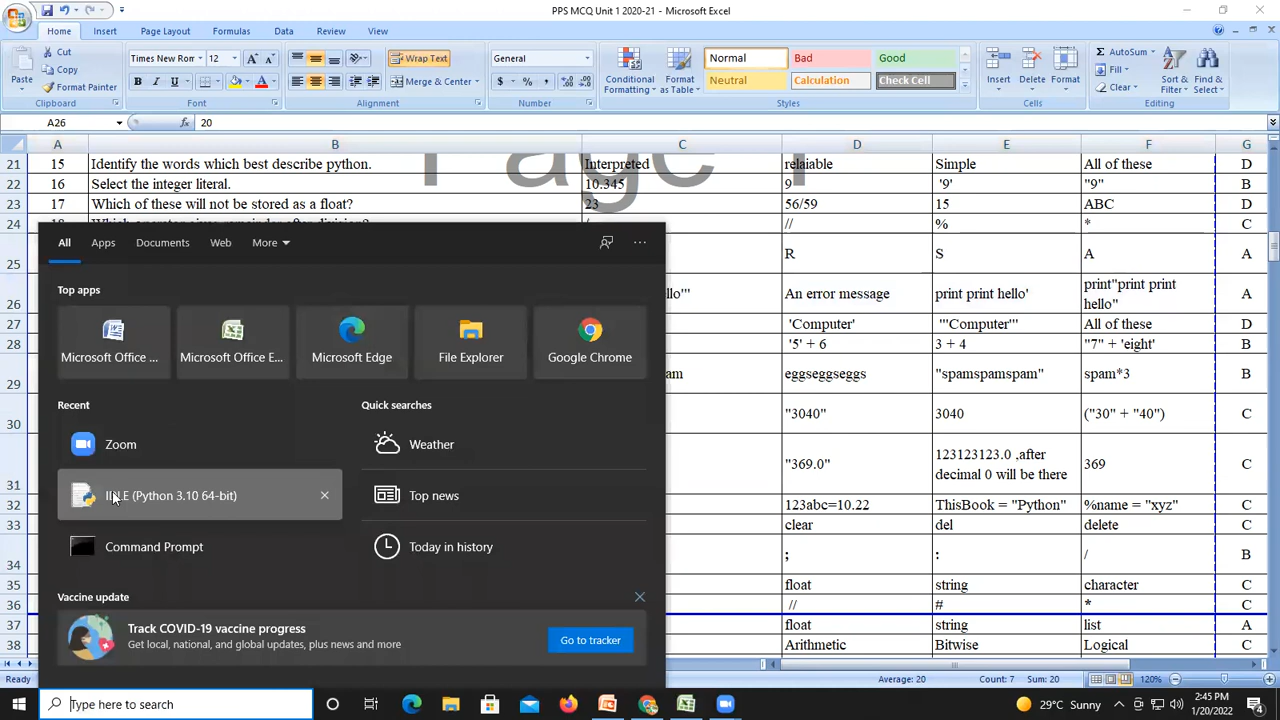 PPS MCQ Unit 1 2020-21 - Microsoft Excel
Home Insert Page Layout Formulas Data Review View
Cut
Copy
Format Painter
Paste
Clipboard
Times New Rom 12
B I U
Font
Wrap Text
Merge & Center
Alignment
General
$ % ,
Number
Conditional Formatting
Format as Table
Normal Bad Good
Neutral Calculation Check Cell
Styles
Insert Delete Format
Cells
AutoSum
Fill
Clear
Sort & Filter
Find & Select
Editing
A26 fx 20
A B C D E F G
21 15 Identify the words which best describe python. Interpreted relaiable Simple All of these D
22 16 Select the integer literal. 10.345 9 '9' "9" B
23 17 Which of these will not be stored as a float? 23 56/59 15 ABC D
24 18 Which operator gives remainder after division? / // % * C
25 R S A A
26 hello'" An error message print print hello' print"print print hello" A
27 'Computer' '"Computer"' All of these D
28 '5' + 6 3 + 4 "7" + 'eight' B
29 am eggseggseggs "spamspamspam" spam*3 B
30 "3040" 3040 ("30" + "40") C
31 "369.0" 123123123.0 ,after decimal 0 will be there 369 C
32 123abc=10.22 ThisBook = "Python" %name = "xyz" C
33 clear del delete C
34 ; : / B
35 float string character C
36 // # * C
37 float string list A
38 Arithmetic Bitwise Logical C
Page 1
All Apps Documents Web More
Top apps
Microsoft Office ...
Microsoft Office E...
Microsoft Edge
File Explorer
Google Chrome
Recent
Zoom
IDLE (Python 3.10 64-bit)
Command Prompt
Quick searches
Weather
Top news
Today in history
Vaccine update
Track COVID-19 vaccine progress
Get local, national, and global updates, plus news and more
Go to tracker
Ready Average: 20 Count: 7 Sum: 20 120%
Type here to search
29°C Sunny
2:45 PM
1/20/2022
4